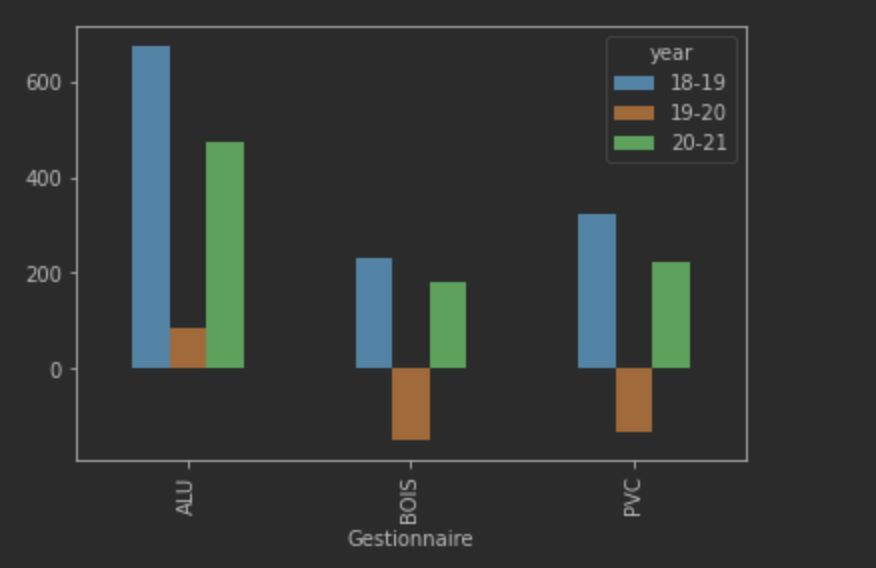 year
18-19
19-20
20-21
600
400
200
0
ALU
BOIS
PVC
Gestionnaire